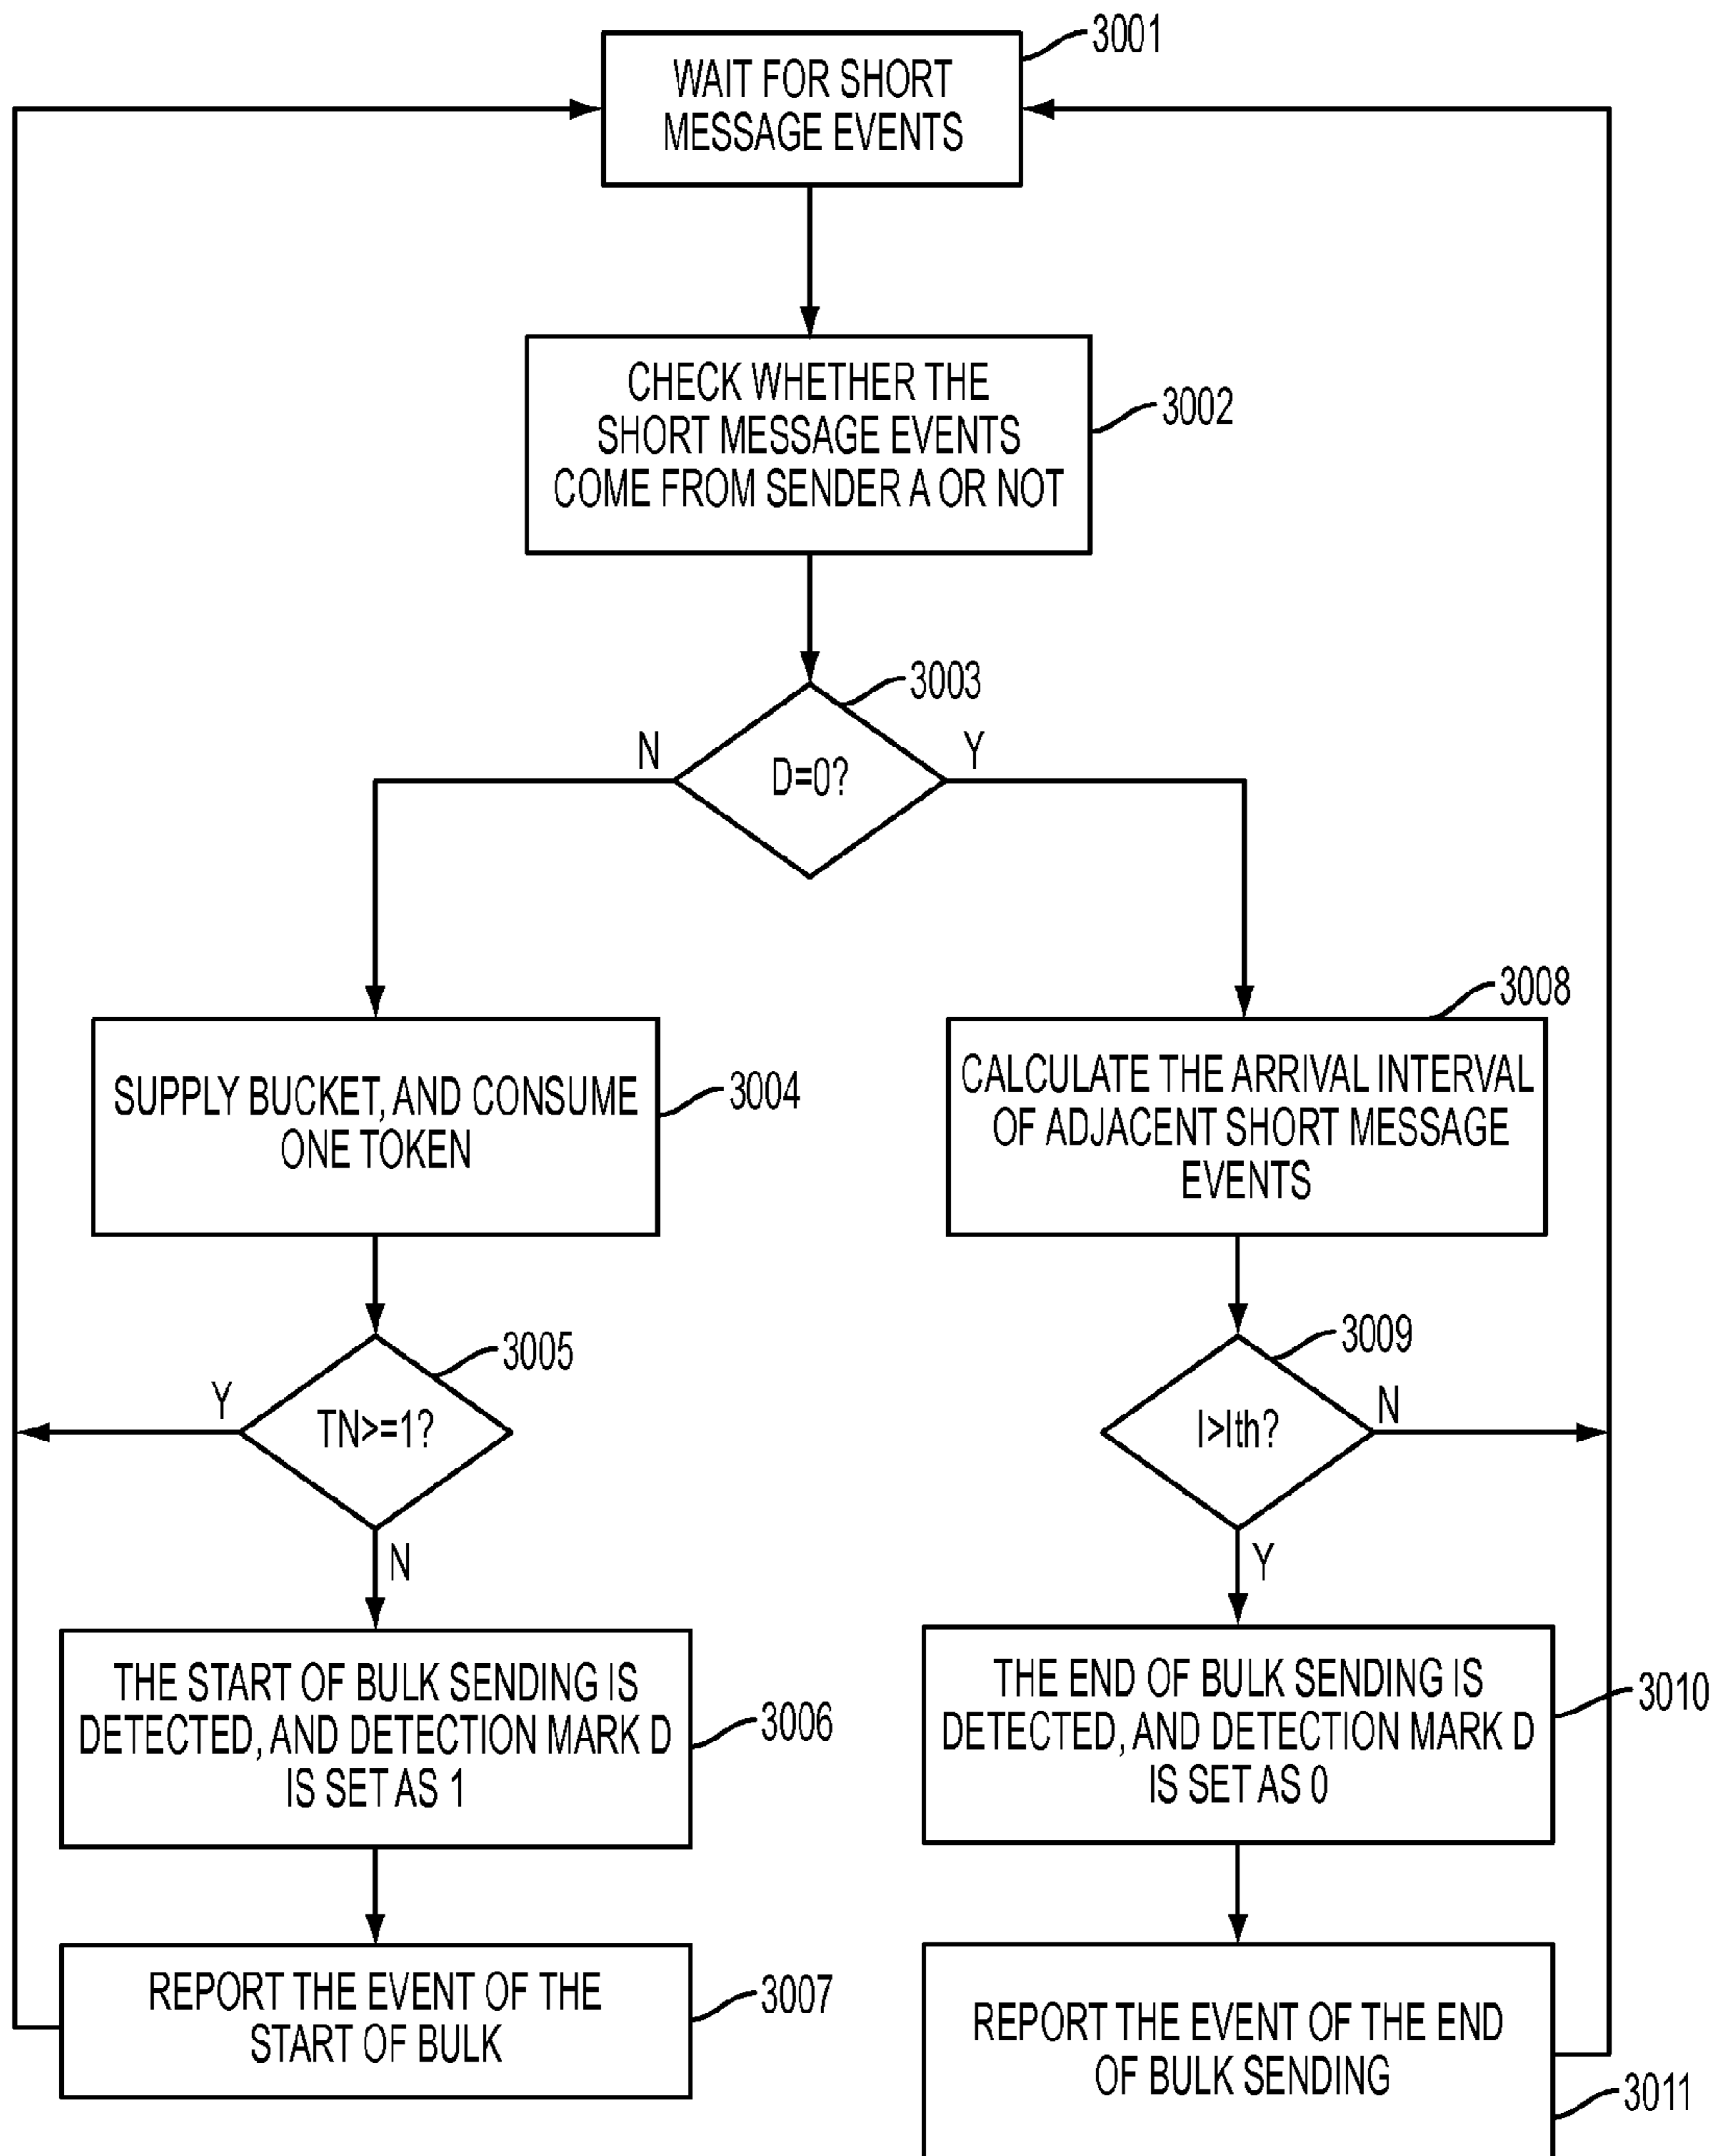 3001
WAIT FOR SHORT
MESSAGE EVENTS
CHECK WHETHER THE
SHORT MESSAGE EVENTS
COME FROM SENDER A OR NOT
3002
3003
N
Y
D=0?
3008
SUPPLY BUCKET, AND CONSUME
ONE TOKEN
3004
CALCULATE THE ARRIVAL INTERVAL
OF ADJACENT SHORT MESSAGE
EVENTS
3005
Y
TN>=1?
N
3009
I>Ith?
N
Y
THE START OF BULK SENDING IS
DETECTED, AND DETECTION MARK D
IS SET AS 1
3006
THE END OF BULK SENDING IS
DETECTED, AND DETECTION MARK D
IS SET AS 0
3010
REPORT THE EVENT OF THE
START OF BULK
3007
REPORT THE EVENT OF THE END
OF BULK SENDING
3011